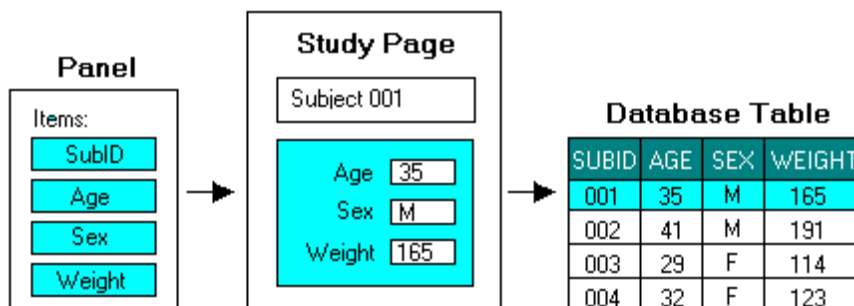 Panel
Items:
SubID
Age
Sex
Weight
Study Page
Subject 001
Age 35
Sex M
Weight 165
Database Table
SUBID AGE SEX WEIGHT
001 35 M 165
002 41 M 191
003 29 F 114
004 32 F 123